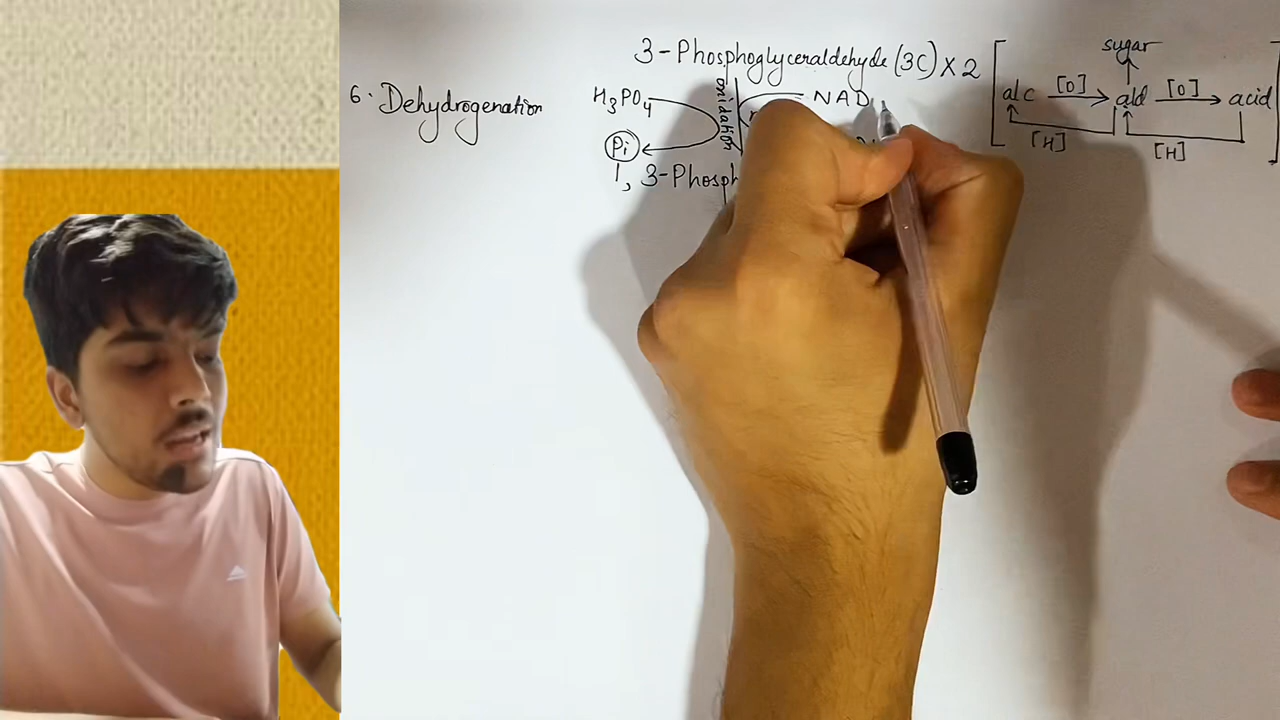 3-Phosphoglyceraldehyde (3C) x 2
sugar
6. Dehydrogenation
H3PO4
oxidation
NAD
alc [O] ald [O] acid
[H] [H]
Pi
1, 3-Phosph